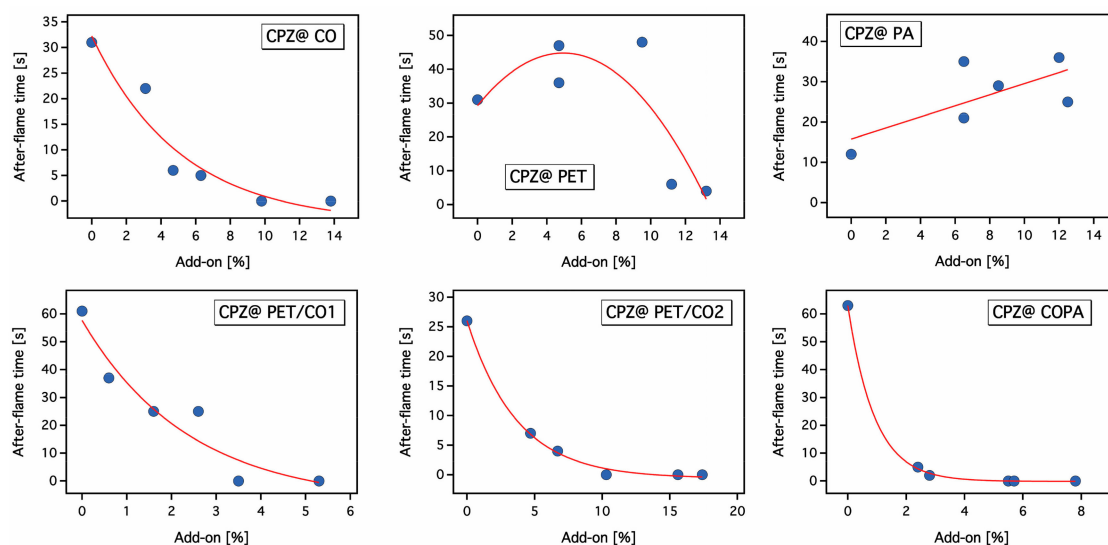 CPZ@ CO
After-flame time [s]
35
30
25
20
15
10
5
0
0 2 4 6 8 10 12 14
Add-on [%]
CPZ@ PET
After-flame time [s]
50
40
30
20
10
0
0 5 10 15
Add-on [%]
CPZ@ PA
After-flame time [s]
40
30
20
10
0
0 2 4 6 8 10 12 14
Add-on [%]
CPZ@ PET/CO1
After-flame time [s]
60
50
40
30
20
10
0
0 1 2 3 4 5 6
Add-on [%]
CPZ@ PET/CO2
After-flame time [s]
30
25
20
15
10
5
0
0 5 10 15 20
Add-on [%]
CPZ@ COPA
After-flame time [s]
60
50
40
30
20
10
0
0 2 4 6 8
Add-on [%]